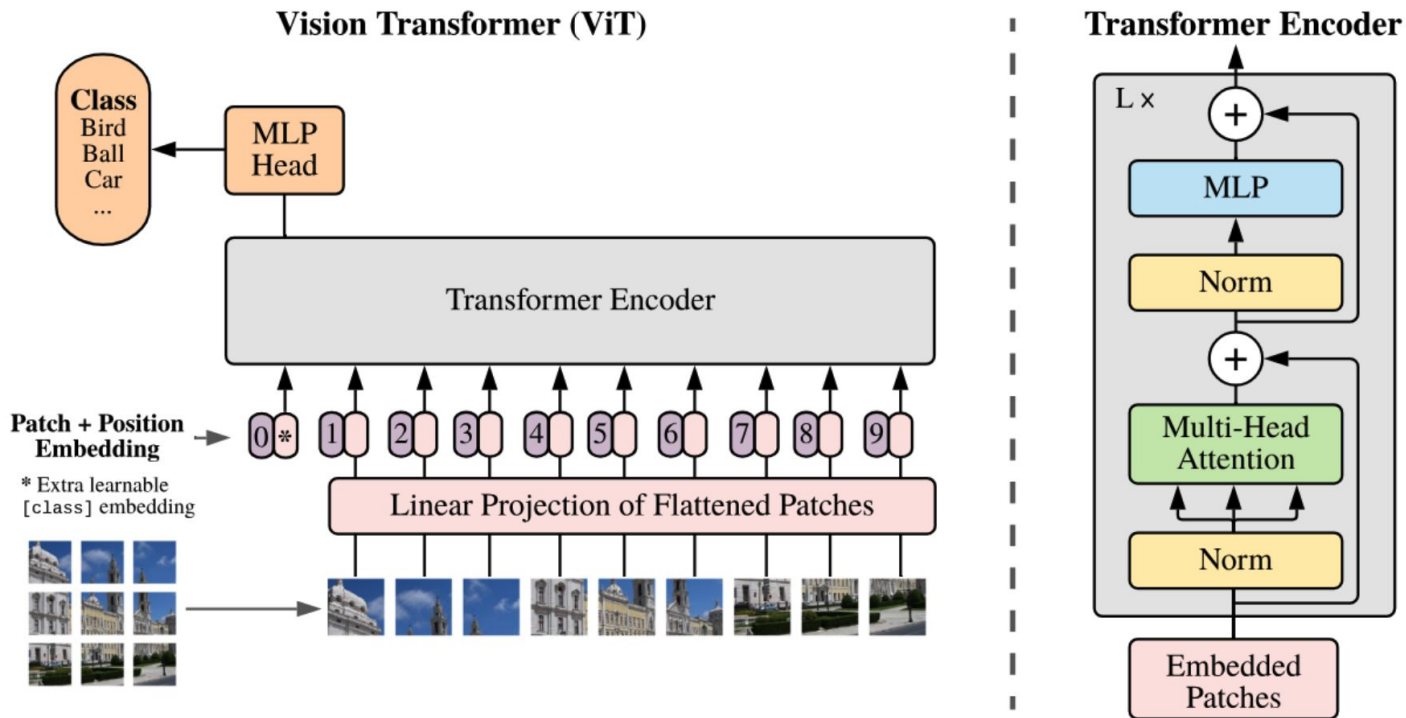 Vision Transformer (ViT)
Class
Bird
Ball
Car
...
MLP
Head
Transformer Encoder
Patch + Position
Embedding
* Extra learnable
[class] embedding
0 *
1
2
3
4
5
6
7
8
9
Linear Projection of Flattened Patches
Transformer Encoder
L ×
+
MLP
Norm
+
Multi-Head
Attention
Norm
Embedded
Patches